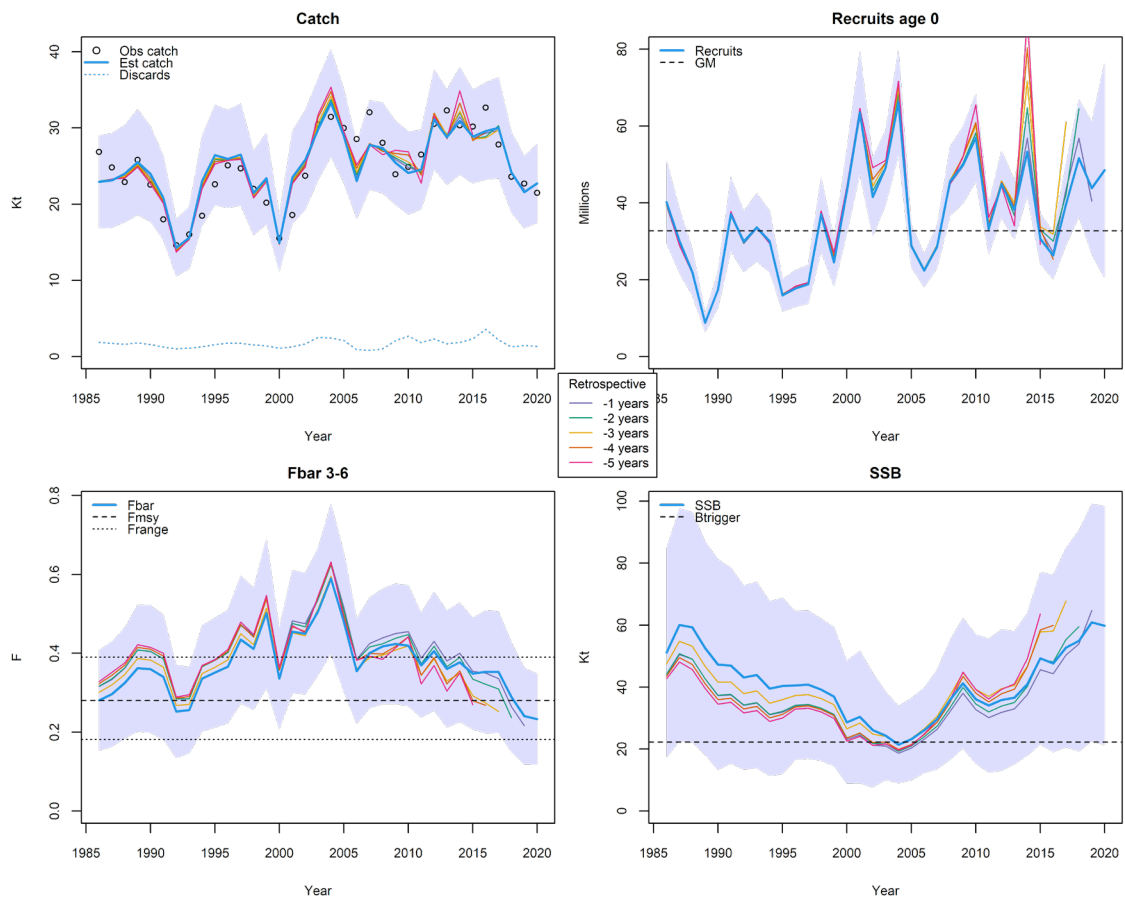 Catch
Obs catch
Est catch
Discards
Kt
0
10
20
30
40
1985
1990
1995
2000
2005
2010
2015
2020
Year
Recruits age 0
Recruits
GM
Millions
0
20
40
60
80
1985
1990
1995
2000
2005
2010
2015
2020
Year
Retrospective
-1 years
-2 years
-3 years
-4 years
-5 years
Fbar 3-6
Fbar
Fmsy
Frange
F
0.0
0.2
0.4
0.6
0.8
1985
1990
1995
2000
2005
2010
2015
2020
Year
SSB
SSB
Btrigger
Kt
0
20
40
60
80
100
1985
1990
1995
2000
2005
2010
2015
2020
Year